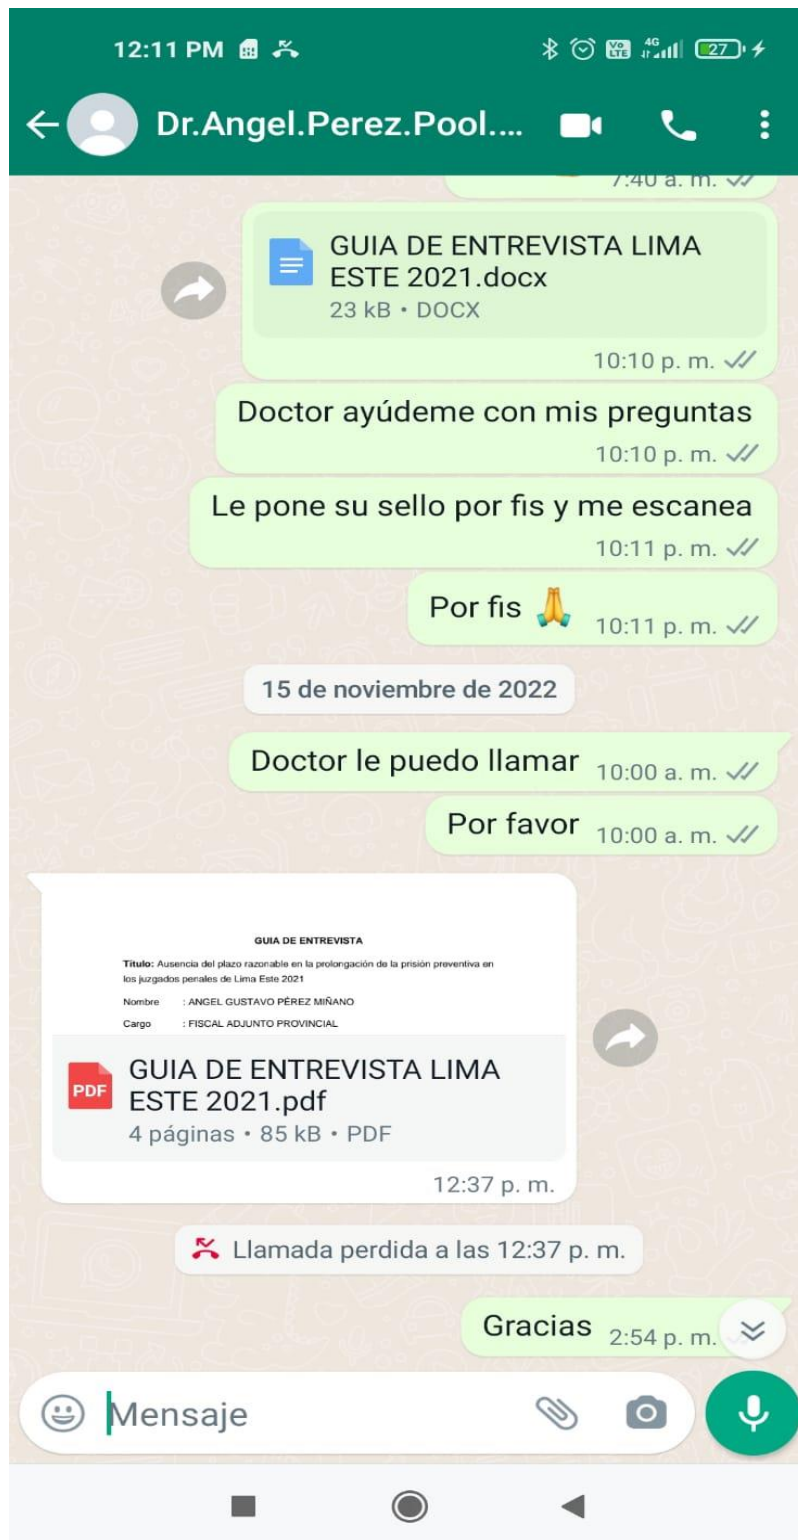 12:11 PM
4G
Vo LTE
27
Dr.Angel.Perez.Pool....
7:40 a. m.
GUIA DE ENTREVISTA LIMA
ESTE 2021.docx
23 kB • DOCX
10:10 p. m.
Doctor ayúdeme con mis preguntas
10:10 p. m.
Le pone su sello por fis y me escanea
10:11 p. m.
Por fis 🙏 10:11 p. m.
15 de noviembre de 2022
Doctor le puedo llamar 10:00 a. m.
Por favor 10:00 a. m.
GUIA DE ENTREVISTA
Título: Ausencia del plazo razonable en la prolongación de la prisión preventiva en
los juzgados penales de Lima Este 2021
Nombre : ANGEL GUSTAVO PÉREZ MIÑANO
Cargo : FISCAL ADJUNTO PROVINCIAL
PDF
GUIA DE ENTREVISTA LIMA
ESTE 2021.pdf
4 páginas • 85 kB • PDF
12:37 p. m.
Llamada perdida a las 12:37 p. m.
Gracias 2:54 p. m.
Mensaje